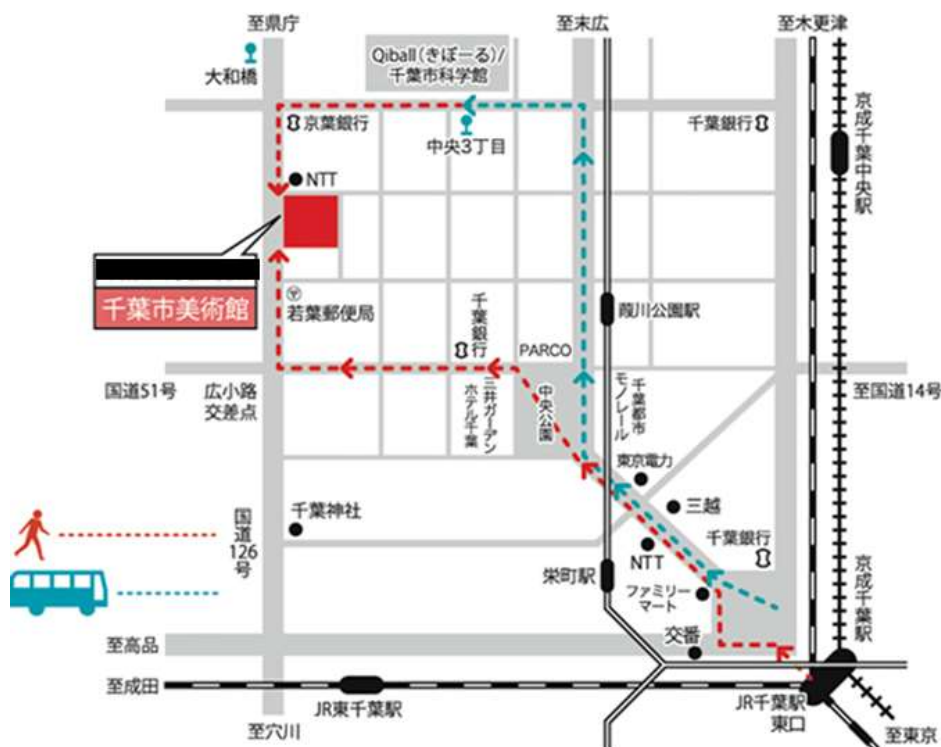 至県庁
至末広
至木更津
大和橋
Qiball(きぼーる)/
千葉市科学館
京葉銀行
中央3丁目
千葉銀行
京成千葉中央駅
NTT
千葉市美術館
若葉郵便局
千葉銀行
PARCO
葭川公園駅
国道51号
広小路
交差点
三井ガーデン
ホテル千葉
中央公園
千葉都市
モノレール
至国道14号
東京電力
三越
千葉神社
国道126号
NTT
千葉銀行
栄町駅
ファミリー
マート
京成千葉駅
至高品
交番
至成田
JR東千葉駅
JR千葉駅
東口
至穴川
至東京